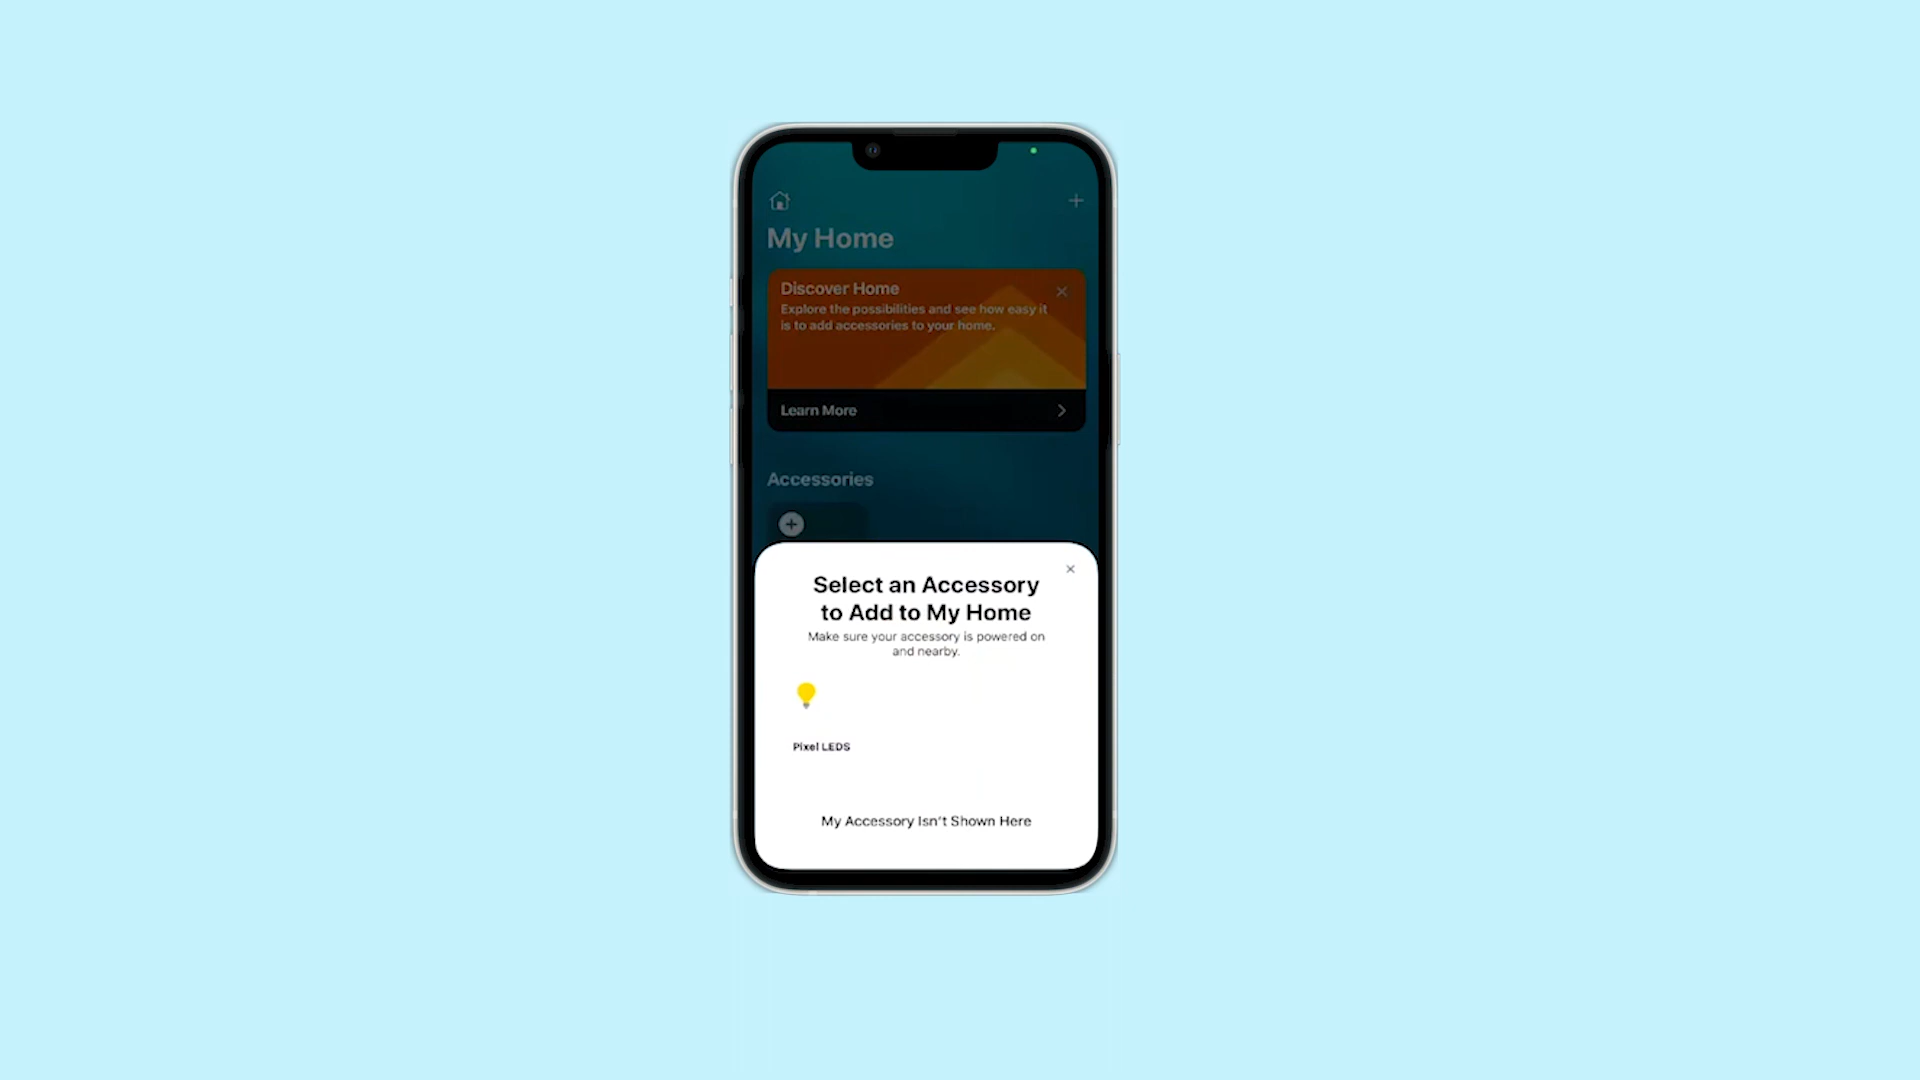 My Home
Discover Home
Explore the possibilities and see how easy it
is to add accessories to your home.
Learn More
Accessories
Select an Accessory
to Add to My Home
Make sure your accessory is powered on
and nearby.
Pixel LEDS
My Accessory Isn't Shown Here